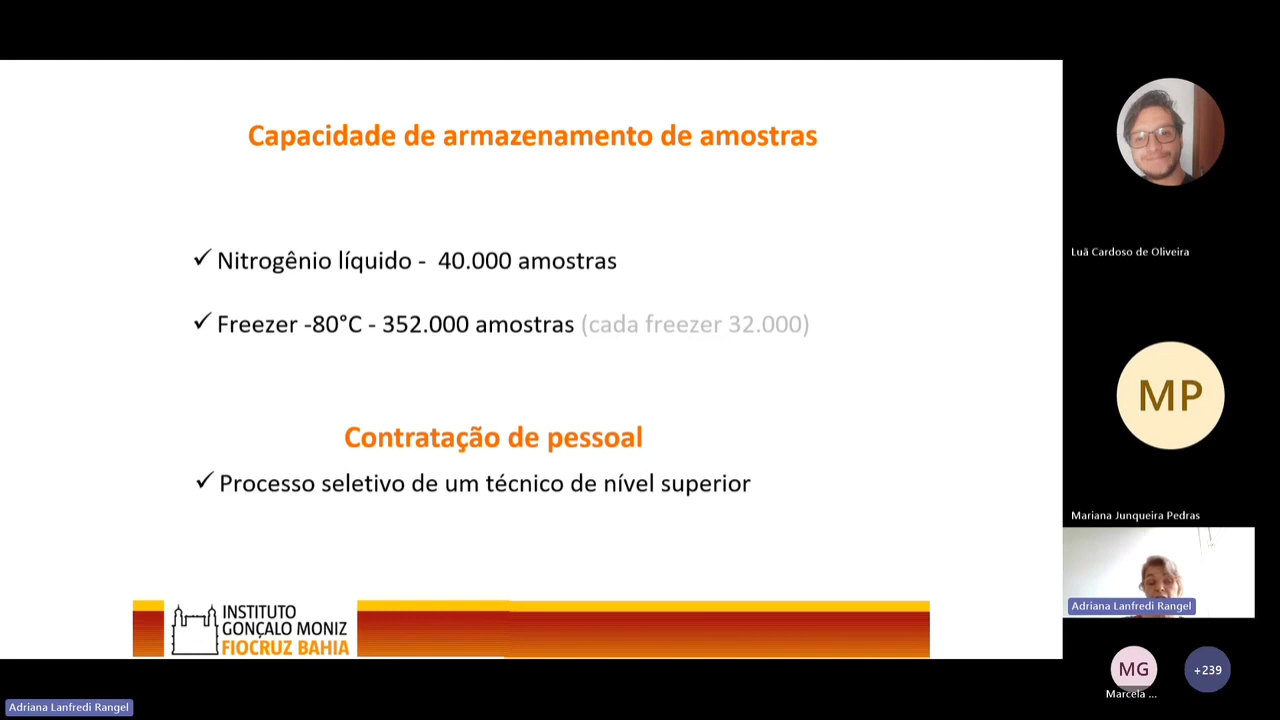 Capacidade de armazenamento de amostras
✓ Nitrogênio líquido - 40.000 amostras
✓ Freezer -80°C - 352.000 amostras (cada freezer 32.000)
Contratação de pessoal
✓ Processo seletivo de um técnico de nível superior
INSTITUTO
GONÇALO MONIZ
FIOCRUZ BAHIA
Luã Cardoso de Oliveira
MP
Mariana Junqueira Pedras
Adriana Lanfredi Rangel
MG
+239
Marcela ...
Adriana Lanfredi Rangel